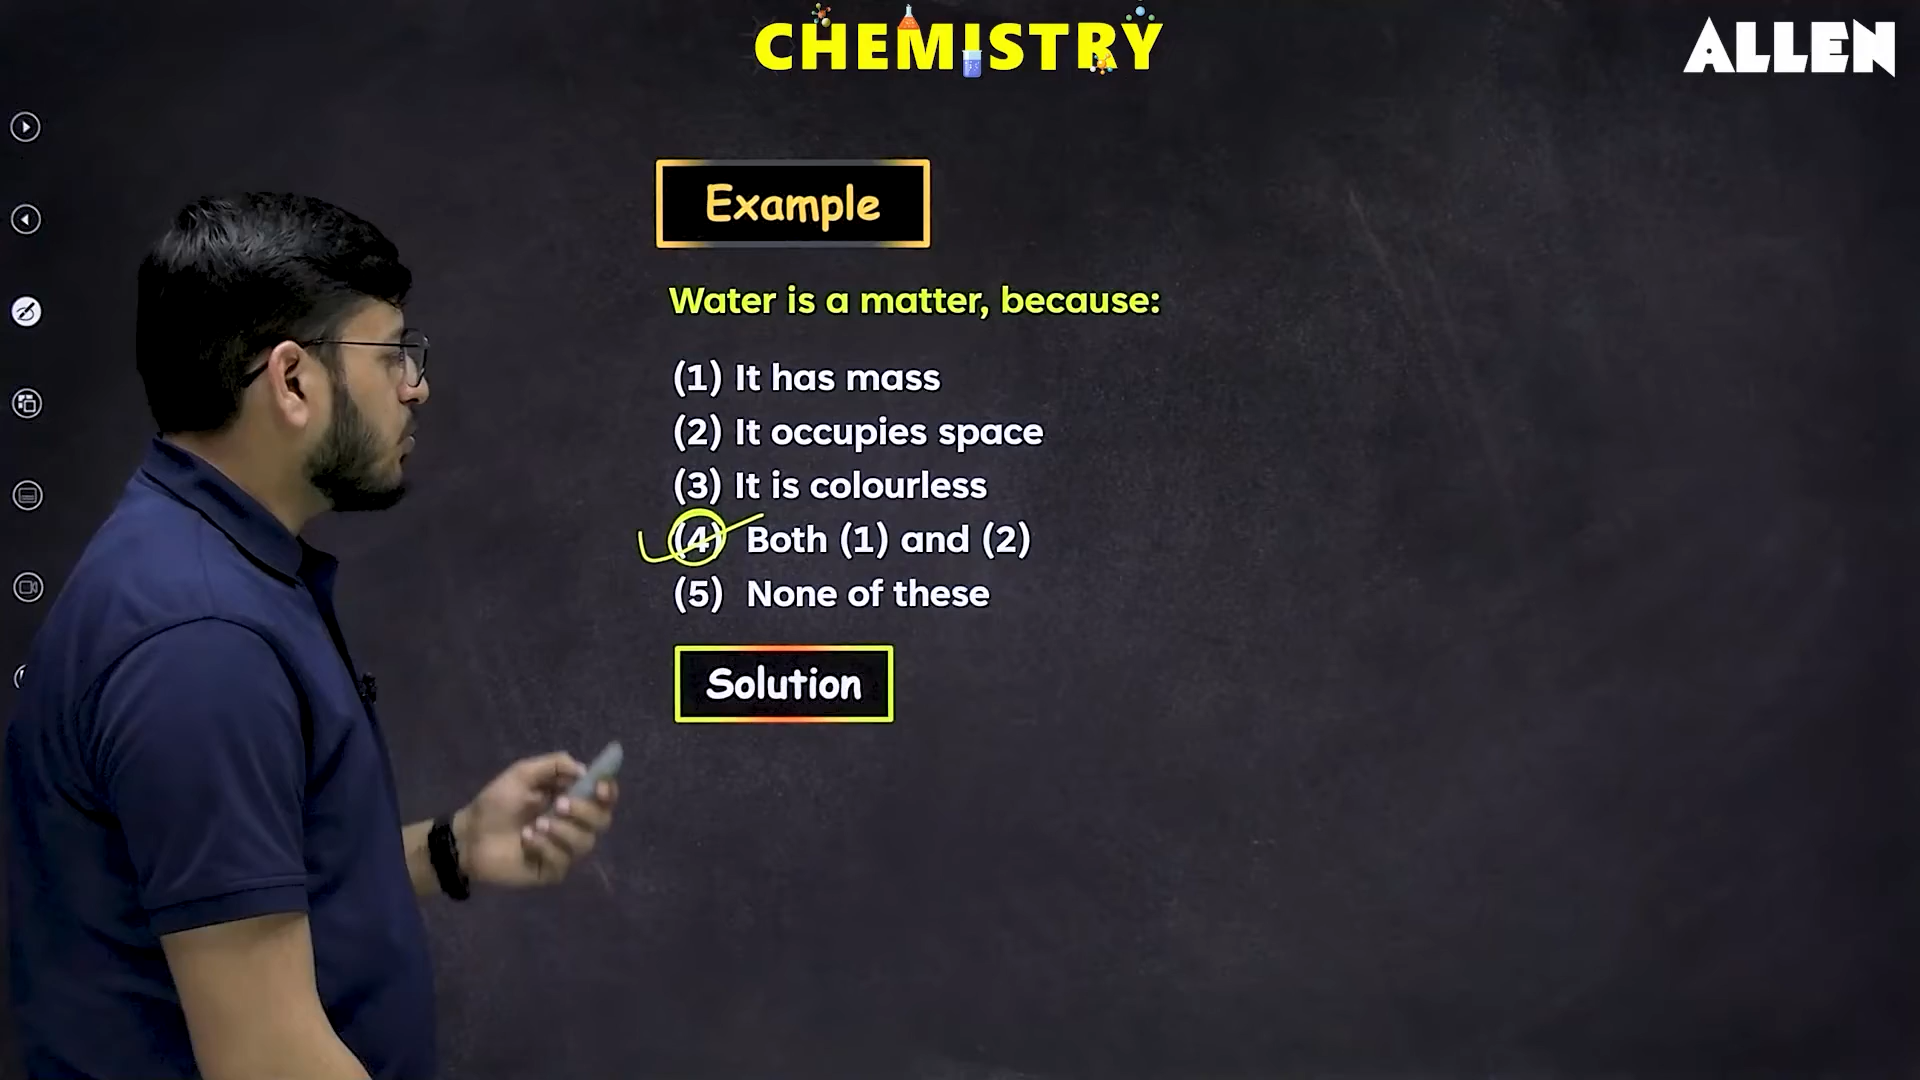 CHEMISTRY
ALLEN
Example
Water is a matter, because:
(1) It has mass
(2) It occupies space
(3) It is colourless
(4) Both (1) and (2)
(5) None of these
Solution